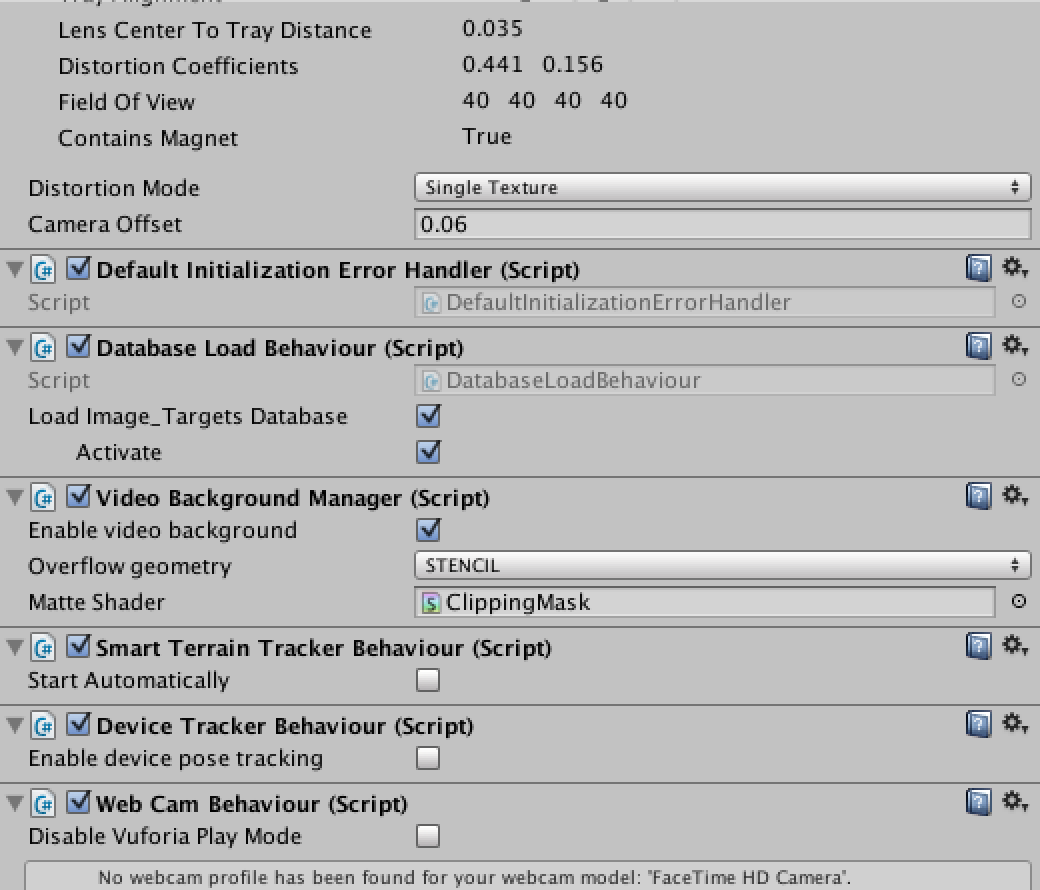 Lens Center To Tray Distance 0.035
Distortion Coefficients 0.441 0.156
Field Of View 40 40 40 40
Contains Magnet True
Distortion Mode Single Texture
Camera Offset 0.06
Default Initialization Error Handler (Script)
Script DefaultInitializationErrorHandler
Database Load Behaviour (Script)
Script DatabaseLoadBehaviour
Load Image_Targets Database
Activate
Video Background Manager (Script)
Enable video background
Overflow geometry STENCIL
Matte Shader ClippingMask
Smart Terrain Tracker Behaviour (Script)
Start Automatically
Device Tracker Behaviour (Script)
Enable device pose tracking
Web Cam Behaviour (Script)
Disable Vuforia Play Mode
No webcam profile has been found for your webcam model: 'FaceTime HD Camera'.